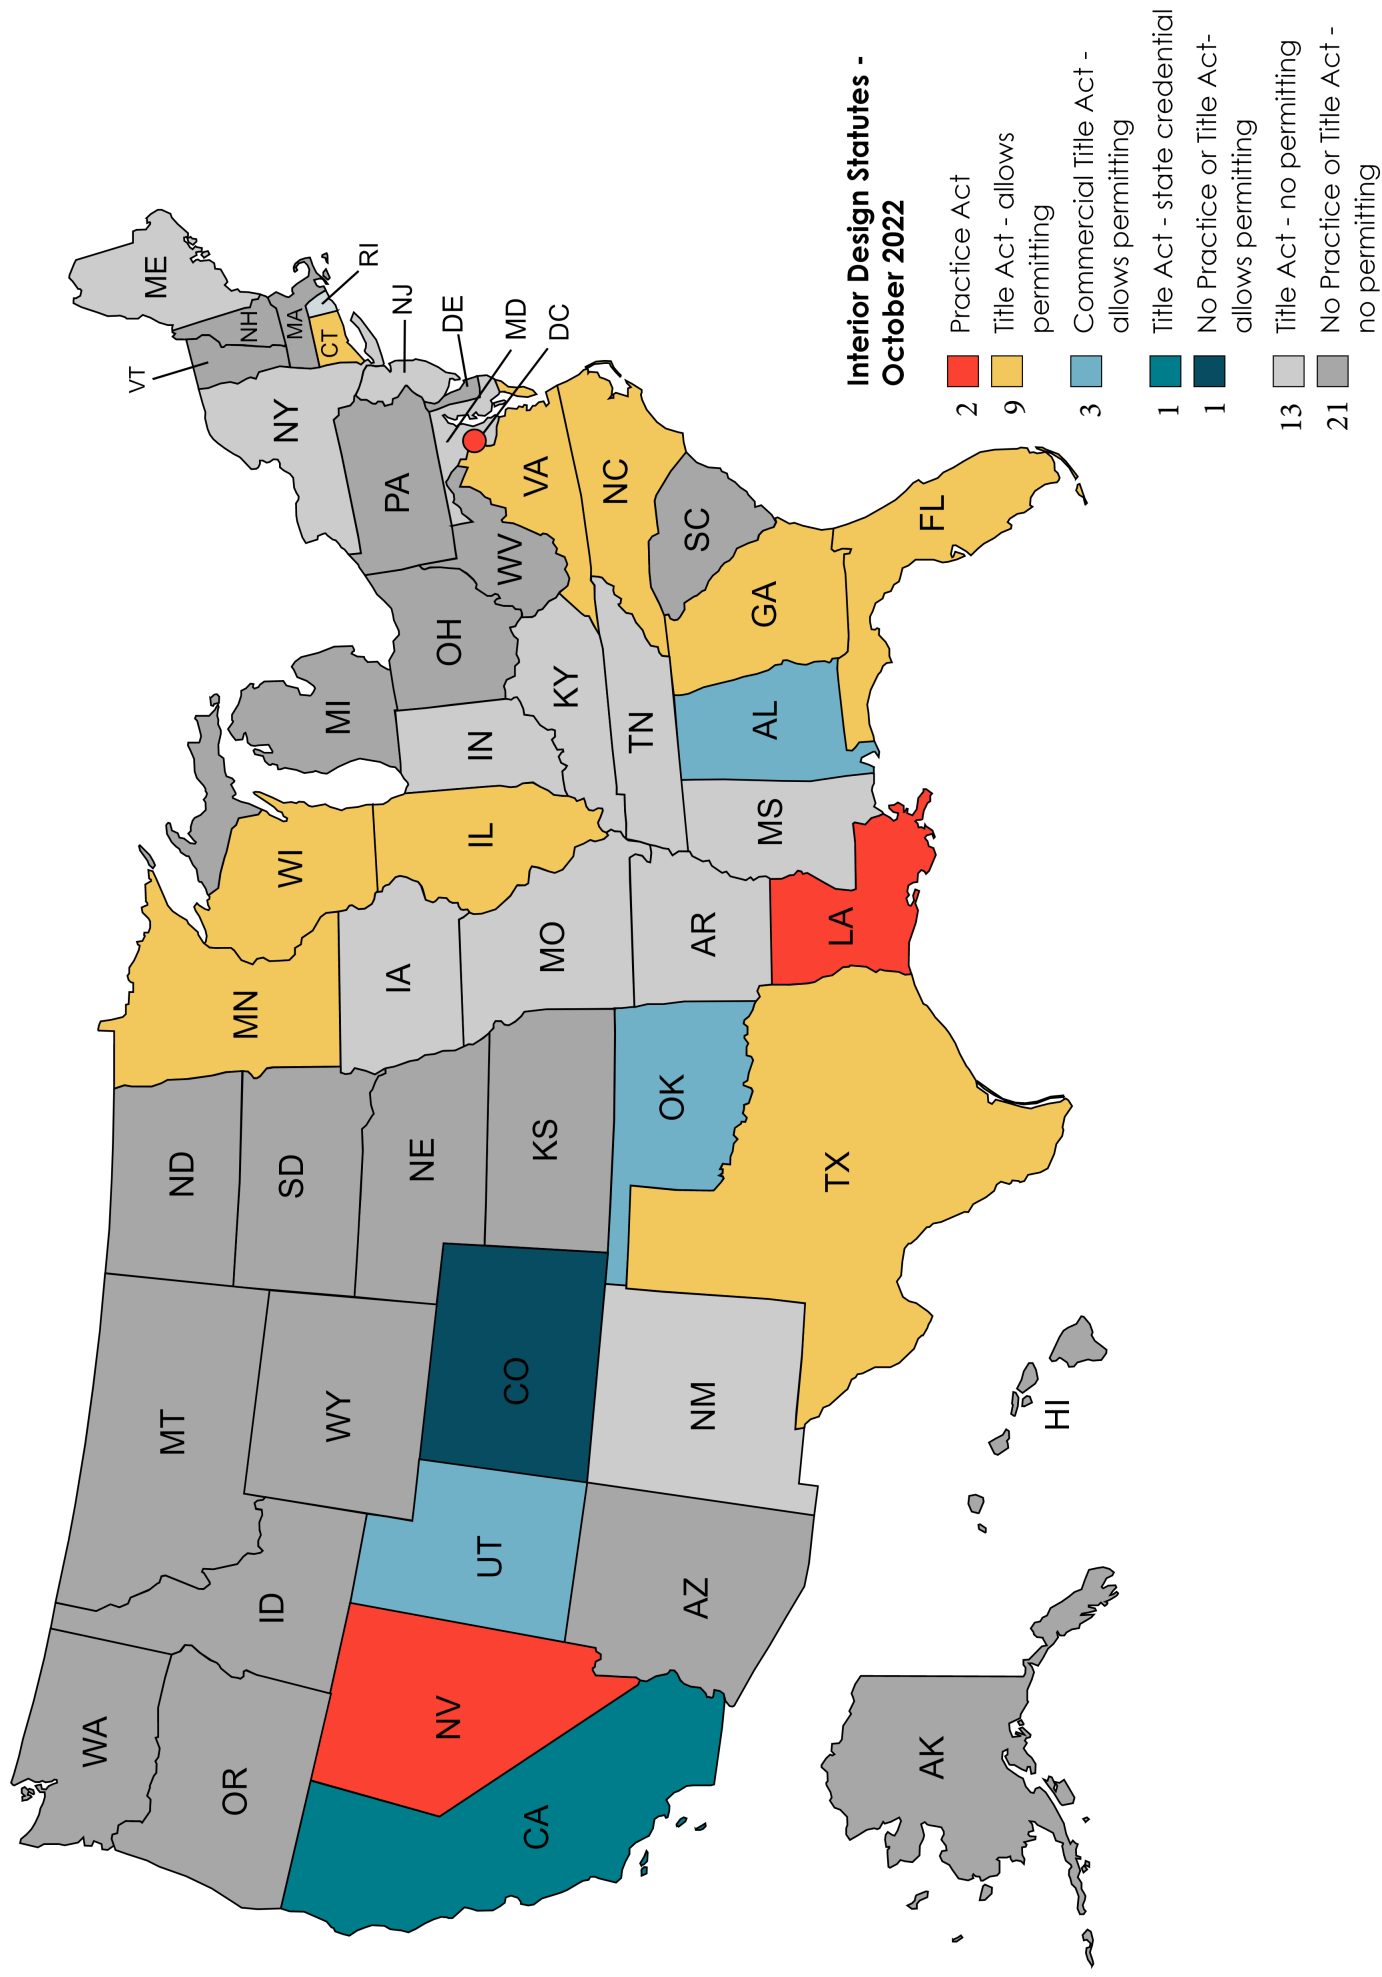 ME
VT
NH
MA
RI
CT
NY
NJ
DE
MD
DC
PA
WV
VA
NC
SC
GA
FL
OH
MI
IN
KY
TN
AL
MS
WI
IL
MN
IA
MO
AR
LA
ND
SD
NE
KS
OK
TX
MT
WY
CO
NM
ID
UT
AZ
WA
OR
NV
CA
AK
HI
Interior Design Statutes -
October 2022
2 Practice Act
9 Title Act - allows
permitting
3 Commercial Title Act -
allows permitting
1 Title Act - state credential
1 No Practice or Title Act-
allows permitting
13 Title Act - no permitting
21 No Practice or Title Act -
no permitting